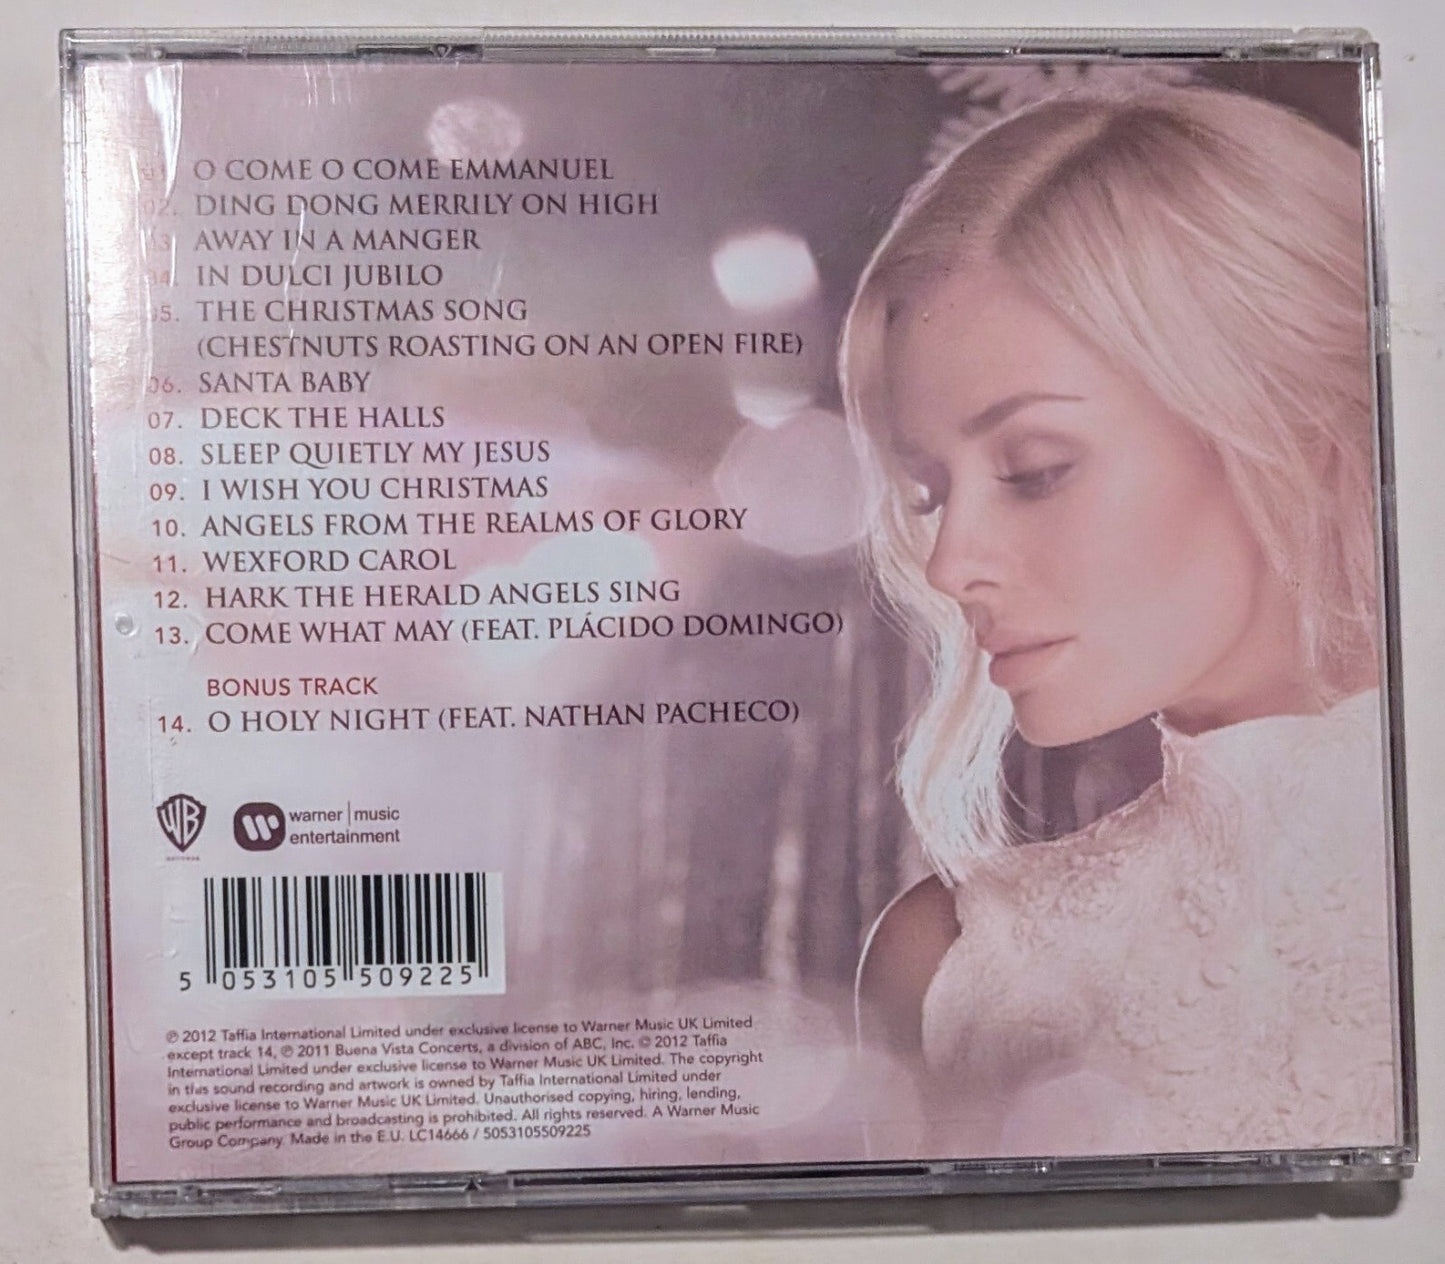 01. O COME O COME EMMANUEL
02. DING DONG MERRILY ON HIGH
03. AWAY IN A MANGER
04. IN DULCI JUBILO
05. THE CHRISTMAS SONG
(CHESTNUTS ROASTING ON AN OPEN FIRE)
06. SANTA BABY
07. DECK THE HALLS
08. SLEEP QUIETLY MY JESUS
09. I WISH YOU CHRISTMAS
10. ANGELS FROM THE REALMS OF GLORY
11. WEXFORD CAROL
12. HARK THE HERALD ANGELS SING
13. COME WHAT MAY (FEAT. PLÁCIDO DOMINGO)
BONUS TRACK
14. O HOLY NIGHT (FEAT. NATHAN PACHECO)
WB
RECORDS
warner music
entertainment
5 053105 509225
℗ 2012 Taffia International Limited under exclusive license to Warner Music UK Limited
except track 14, ℗ 2011 Buena Vista Concerts, a division of ABC, Inc. © 2012 Taffia
International Limited under exclusive license to Warner Music UK Limited. The copyright
in this sound recording and artwork is owned by Taffia International Limited under
exclusive license to Warner Music UK Limited. Unauthorised copying, hiring, lending,
public performance and broadcasting is prohibited. All rights reserved. A Warner Music
Group Company. Made in the E.U. LC14666 / 5053105509225